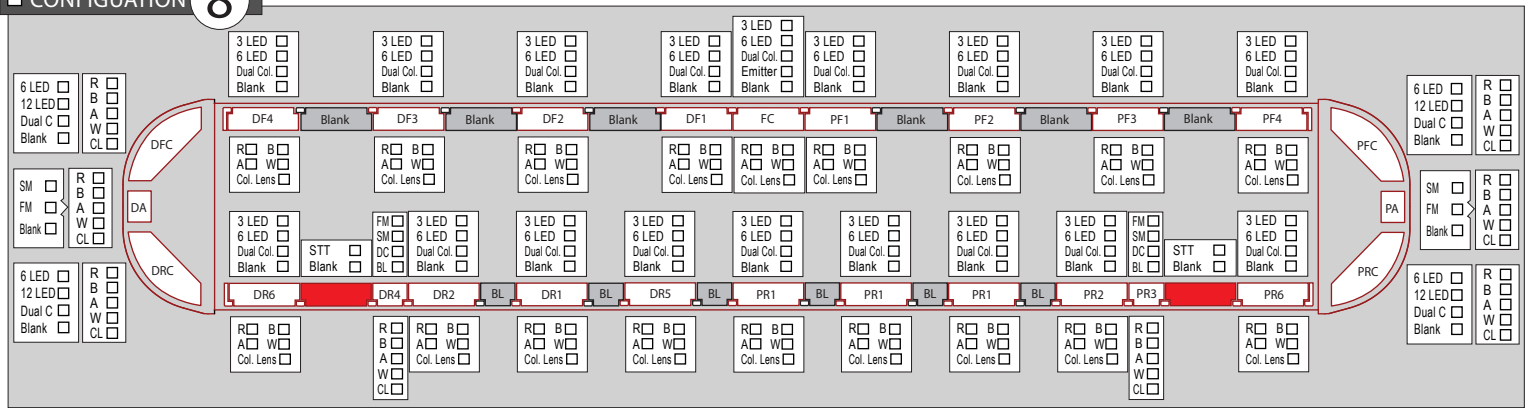 CONFIGUATION 8
3 LED
6 LED
Dual Col.
Blank
3 LED
6 LED
Dual Col.
Blank
3 LED
6 LED
Dual Col.
Blank
3 LED
6 LED
Dual Col.
Blank
3 LED
6 LED
Dual Col.
Emitter
Blank
3 LED
6 LED
Dual Col.
Blank
3 LED
6 LED
Dual Col.
Blank
3 LED
6 LED
Dual Col.
Blank
3 LED
6 LED
Dual Col.
Blank
6 LED
12 LED
Dual C
Blank
R
B
A
W
CL
DFC
DF4 Blank DF3 Blank DF2 Blank DF1 FC PF1 Blank PF2 Blank PF3 Blank PF4
PFC
6 LED
12 LED
Dual C
Blank
R
B
A
W
CL
R B
A W
Col. Lens
R B
A W
Col. Lens
R B
A W
Col. Lens
R B
A W
Col. Lens
R B
A W
Col. Lens
R B
A W
Col. Lens
R B
A W
Col. Lens
R B
A W
Col. Lens
R B
A W
Col. Lens
SM
FM
Blank
R
B
A
W
CL
DA
PA
SM
FM
Blank
R
B
A
W
CL
3 LED
6 LED
Dual Col.
Blank
STT
Blank
FM
SM
DC
BL
3 LED
6 LED
Dual Col.
Blank
3 LED
6 LED
Dual Col.
Blank
3 LED
6 LED
Dual Col.
Blank
3 LED
6 LED
Dual Col.
Blank
3 LED
6 LED
Dual Col.
Blank
3 LED
6 LED
Dual Col.
Blank
3 LED
6 LED
Dual Col.
Blank
FM
SM
DC
BL
STT
Blank
3 LED
6 LED
Dual Col.
Blank
6 LED
12 LED
Dual C
Blank
R
B
A
W
CL
DRC
DR6 DR4 DR2 BL DR1 BL DR5 BL PR1 BL PR1 BL PR1 BL PR2 PR3 PR6
PRC
6 LED
12 LED
Dual C
Blank
R
B
A
W
CL
R B
A W
Col. Lens
R
B
A
W
CL
R B
A W
Col. Lens
R B
A W
Col. Lens
R B
A W
Col. Lens
R B
A W
Col. Lens
R B
A W
Col. Lens
R B
A W
Col. Lens
R B
A W
Col. Lens
R
B
A
W
CL
R B
A W
Col. Lens